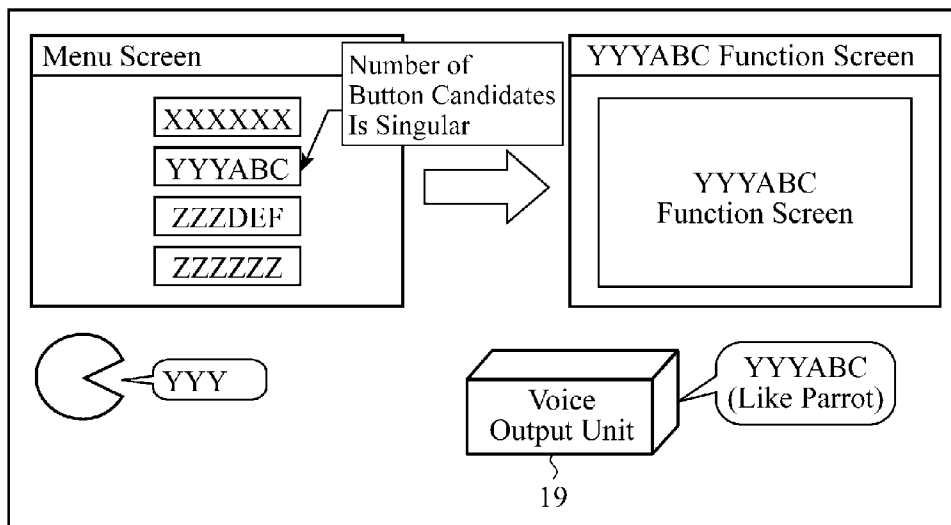 Menu Screen
XXXXXX
YYYABC
ZZZDEF
ZZZZZZ
Number of
Button Candidates
Is Singular
YYYABC Function Screen
YYYABC
Function Screen
YYY
Voice
Output Unit
19
YYYABC
(Like Parrot)